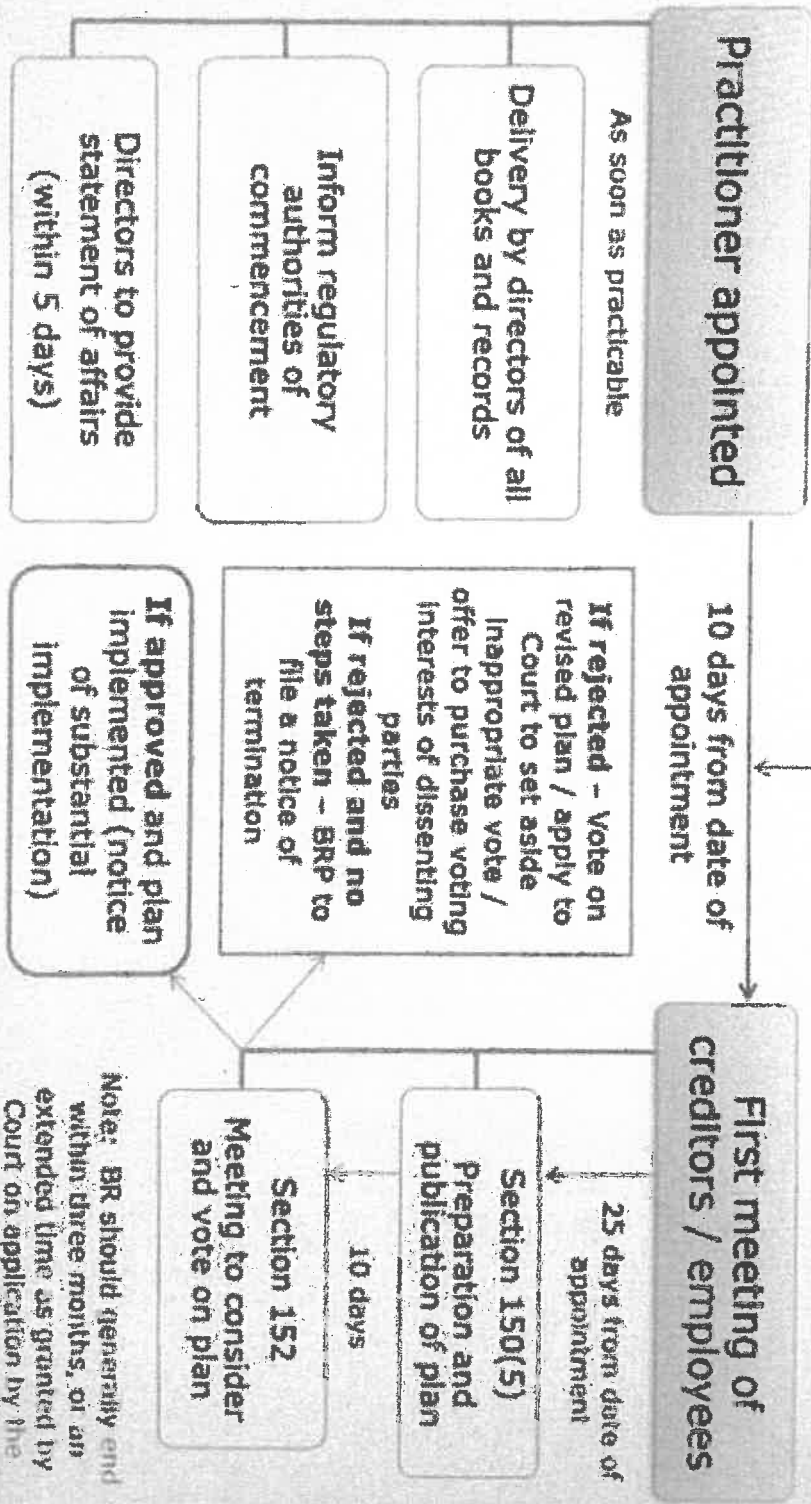 Practitioner appointed
As soon as practicable
Delivery by directors of all
books and records
Inform regulatory
authorities of
commencement
Directors to provide
statement of affairs
(within 5 days)
10 days from date of
appointment
If rejected – Vote on
revised plan / apply to
Court to set aside
inappropriate vote /
offer to purchase voting
interests of dissenting
parties
If rejected and no
steps taken – BRP to
file a notice of
termination
If approved and plan
implemented (notice
of substantial
implementation)
First meeting of
creditors / employees
25 days from date of
appointment
Section 150(5)
Preparation and
publication of plan
10 days
Section 152
Meeting to consider
and vote on plan
Note: BR should generally end
within three months, or an
extended time as granted by
Court on application by the